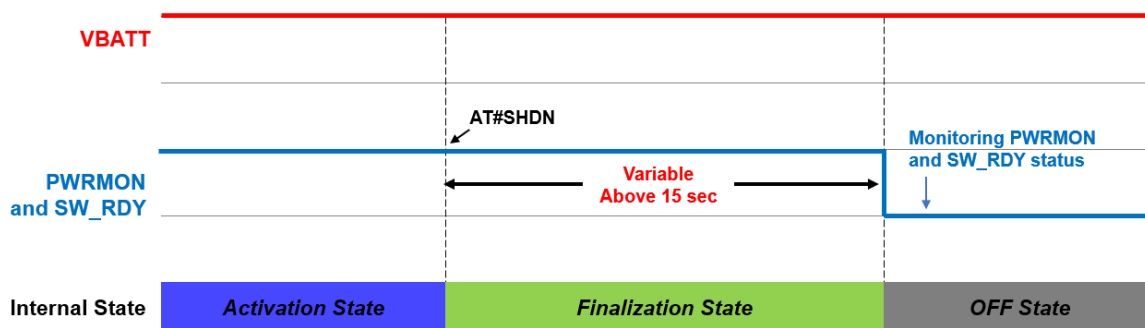 VBATT
AT#SHDN
Monitoring PWRMON
and SW_RDY status
PWRMON
and SW_RDY
Variable
Above 15 sec
Internal State
Activation State
Finalization State
OFF State